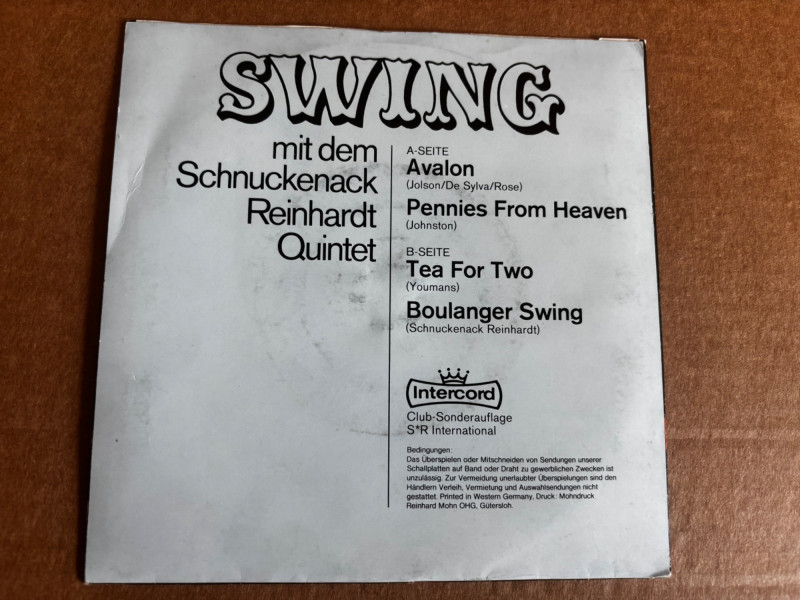 SWING
mit dem
Schnuckenack
Reinhardt
Quintet
A-SEITE
Avalon
(Jolson/De Sylva/Rose)
Pennies From Heaven
(Johnston)
B-SEITE
Tea For Two
(Youmans)
Boulanger Swing
(Schnuckenack Reinhardt)
Intercord
Club-Sonderauflage
S*R International
Bedingungen:
Das Überspielen oder Mitschneiden von Sendungen unserer
Schallplatten auf Band oder Draht zu gewerblichen Zwecken ist
unzulässig. Zur Vermeidung unerlaubter Überspielungen sind den
Händlern Verleih, Vermietung und Auswahlsendungen nicht
gestattet. Printed in Western Germany, Druck: Mohndruck
Reinhard Mohn OHG, Gütersloh.